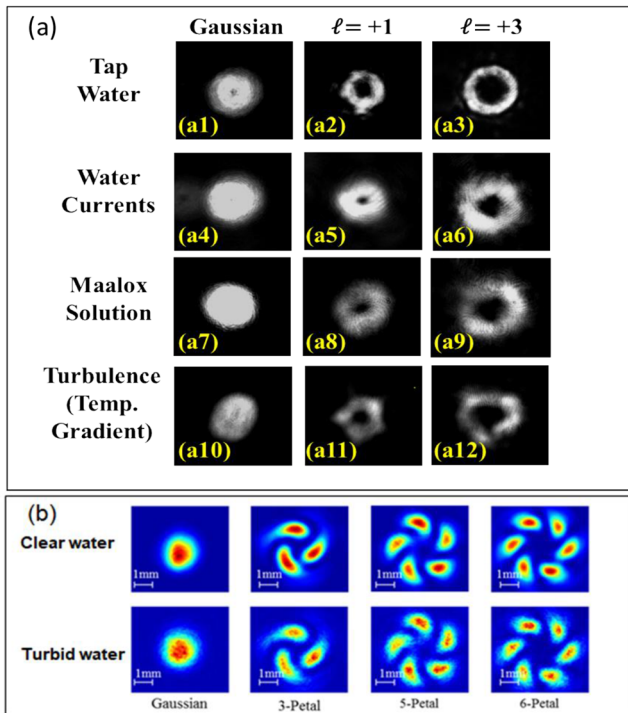 (a)
Gaussian ℓ = +1 ℓ = +3
Tap
Water
(a1) (a2) (a3)
Water
Currents
(a4) (a5) (a6)
Maalox
Solution
(a7) (a8) (a9)
Turbulence
(Temp.
Gradient)
(a10) (a11) (a12)
(b)
Clear water
1mm 1mm 1mm 1mm
Turbid water
1mm 1mm 1mm 1mm
Gaussian 3-Petal 5-Petal 6-Petal